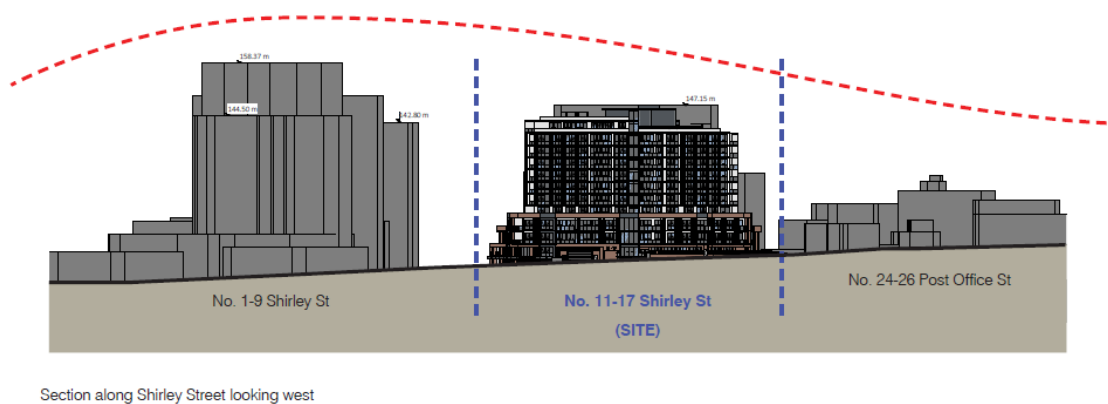 158.37 m
144.50 m
142.80 m
147.15 m
No. 1-9 Shirley St
No. 11-17 Shirley St
(SITE)
No. 24-26 Post Office St
Section along Shirley Street looking west